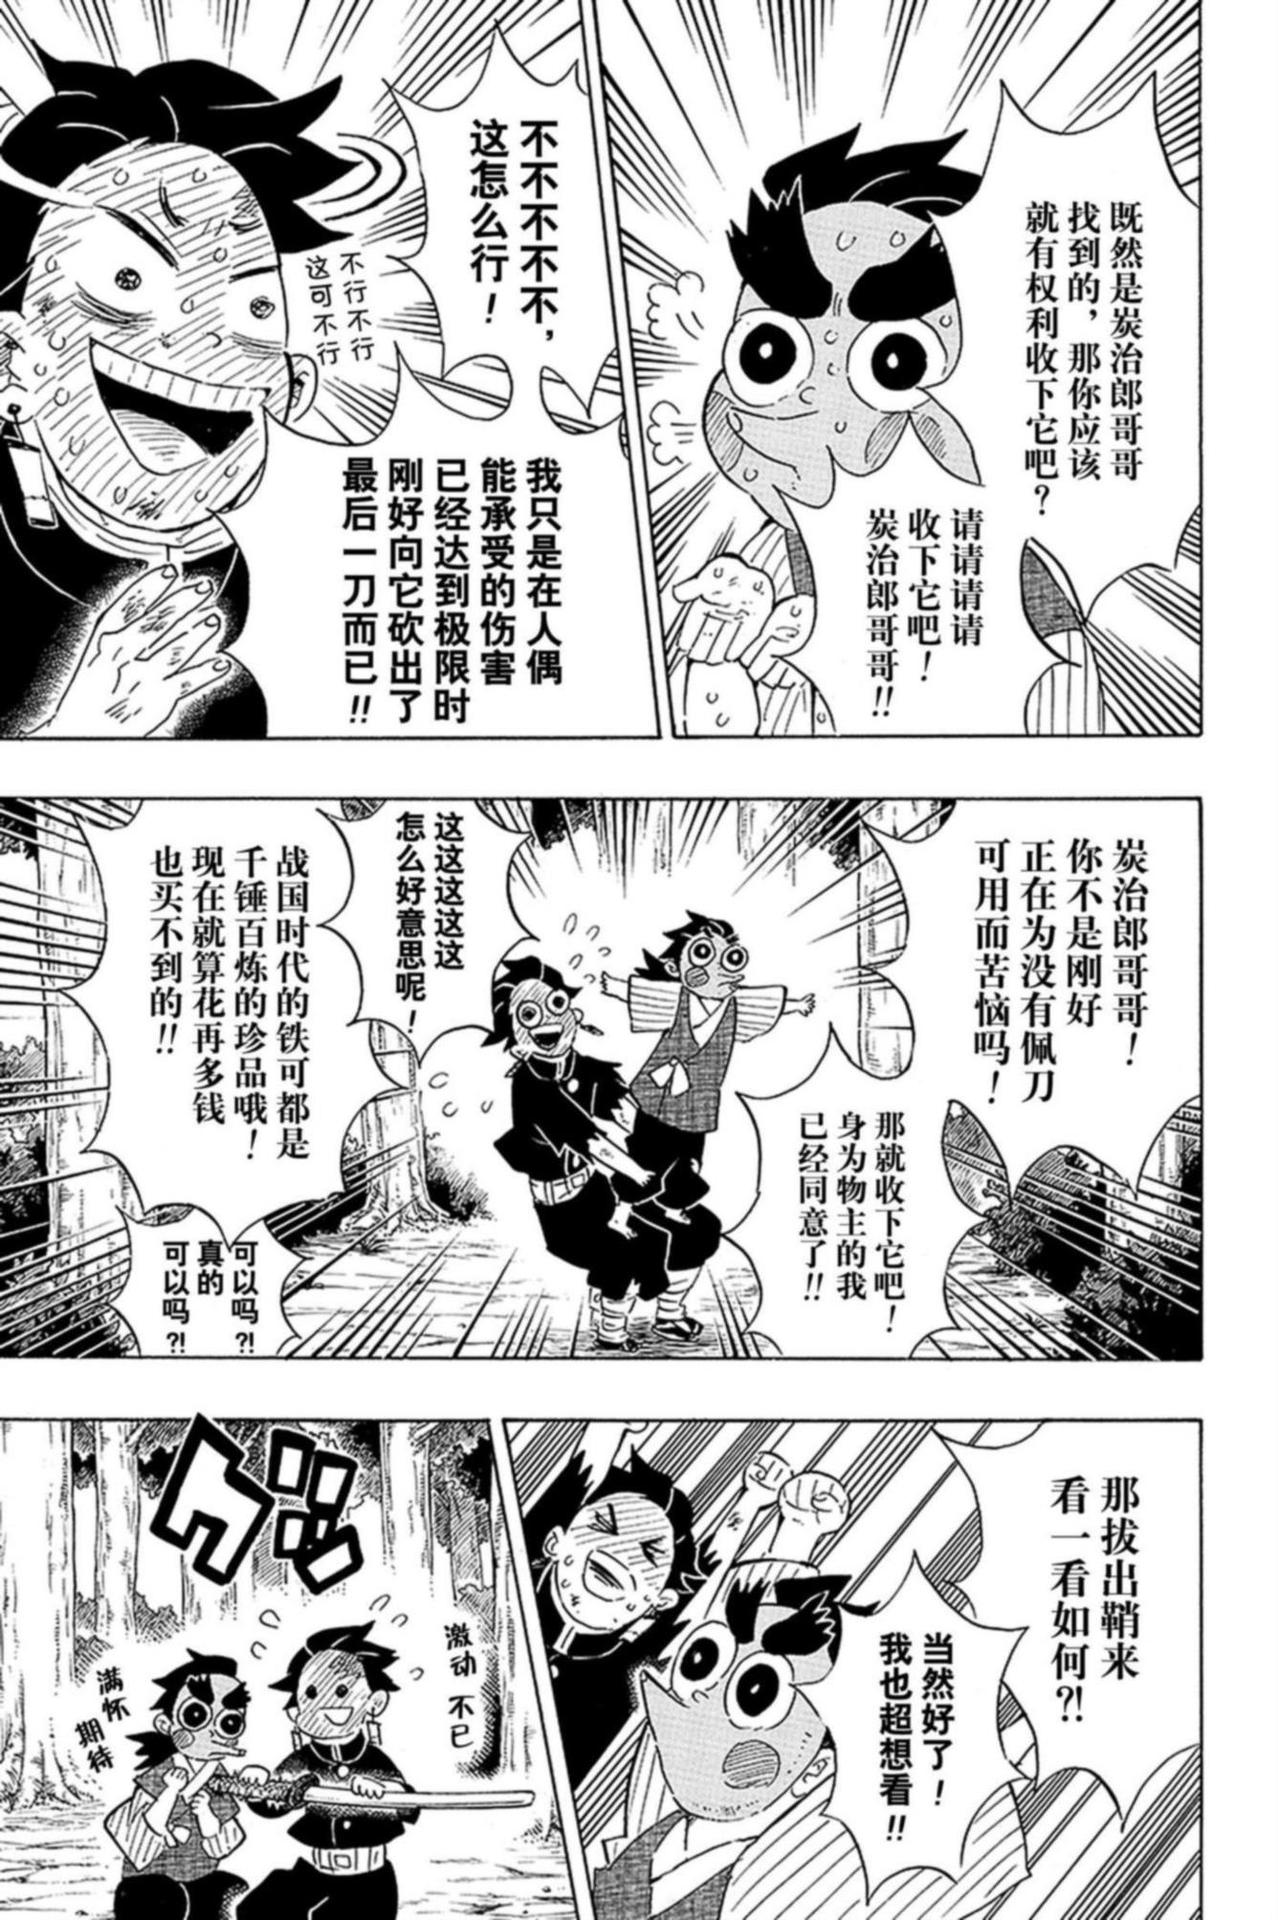 既然是炭治郎哥哥
找到的，那你应该
就有权利收下它吧？
请请请请
收下它吧！
炭治郎哥哥!!
不不不不不，
这怎么行！
不行不行
这可不行
我只是在人偶
能承受的伤害
已经达到极限时
刚好向它砍出了
最后一刀而已!!
炭治郎哥哥！
你不是刚好
正在为没有佩刀
可用而苦恼吗！
那就收下它吧！
身为物主的我
已经同意了!!
这这这这这
怎么好意思呢！
战国时代的铁可都是
千锤百炼的珍品哦！
现在就算花再多钱
也买不到的!!
可以吗?!
真的
可以吗?!
那拔出鞘来
看一看如何?!
当然好了！
我也超想看!!
激动
不已
满怀
期待